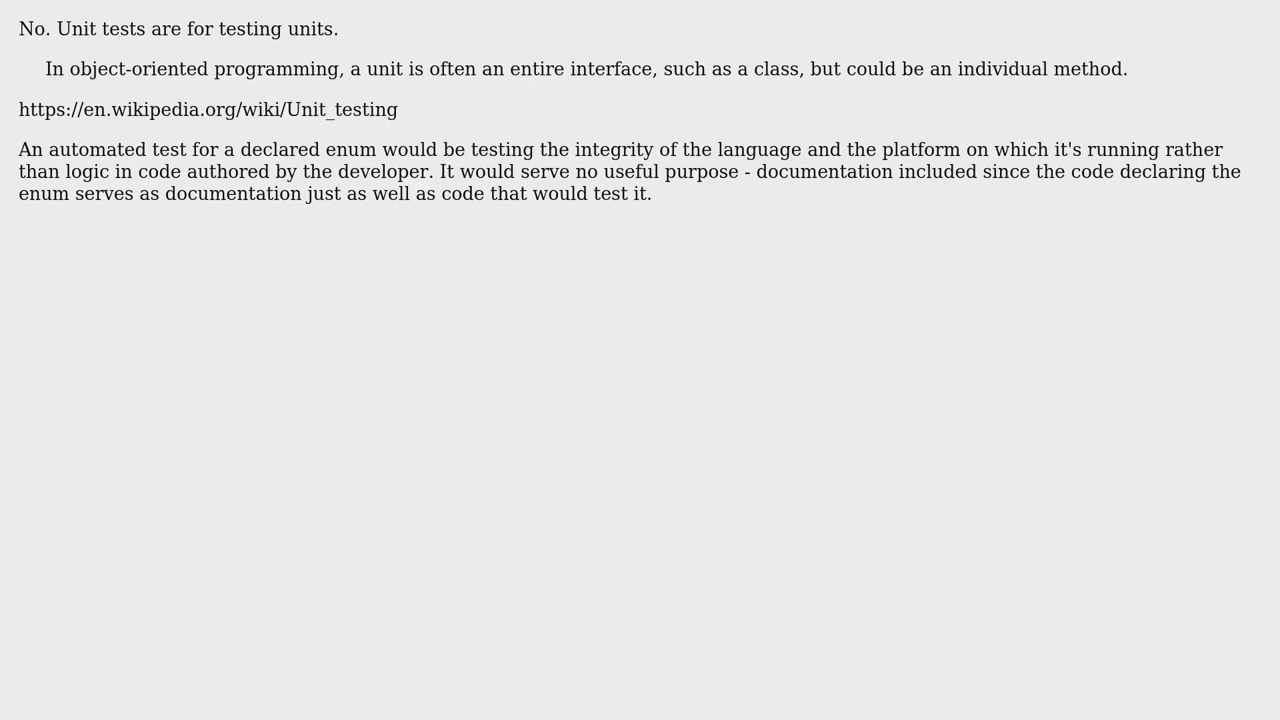 No. Unit tests are for testing units.
In object-oriented programming, a unit is often an entire interface, such as a class, but could be an individual method.
https://en.wikipedia.org/wiki/Unit_testing
An automated test for a declared enum would be testing the integrity of the language and the platform on which it's running rather
than logic in code authored by the developer. It would serve no useful purpose - documentation included since the code declaring the
enum serves as documentation just as well as code that would test it.